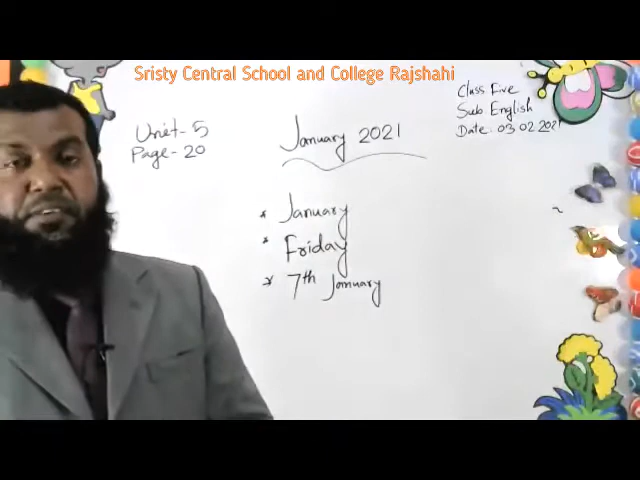 Sristy Central School and College Rajshahi
Class Five
Sub English
Date: 03.02.2021
Unit-5
Page-20
January 2021
* January
* Friday
* 7th January